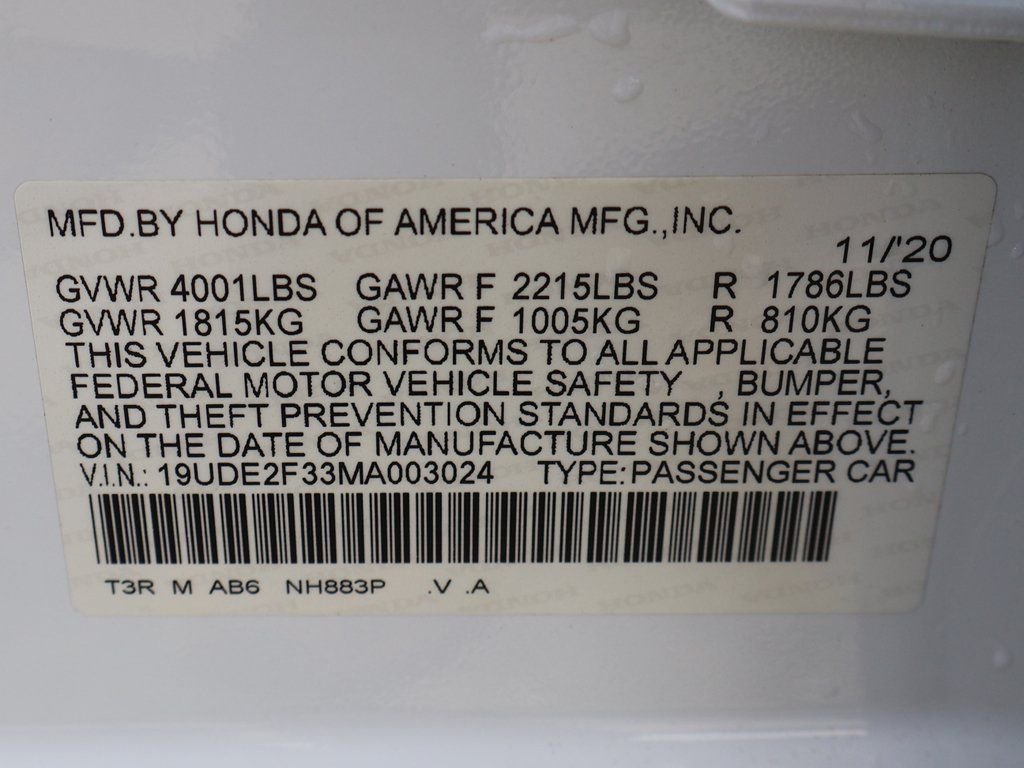 MFD.BY HONDA OF AMERICA MFG.,INC.
11/'20
GVWR 4001LBS GAWR F 2215LBS R 1786LBS
GVWR 1815KG GAWR F 1005KG R 810KG
THIS VEHICLE CONFORMS TO ALL APPLICABLE
FEDERAL MOTOR VEHICLE SAFETY , BUMPER,
AND THEFT PREVENTION STANDARDS IN EFFECT
ON THE DATE OF MANUFACTURE SHOWN ABOVE.
V.I.N.: 19UDE2F33MA003024 TYPE:PASSENGER CAR
T3R M AB6 NH883P .V .A